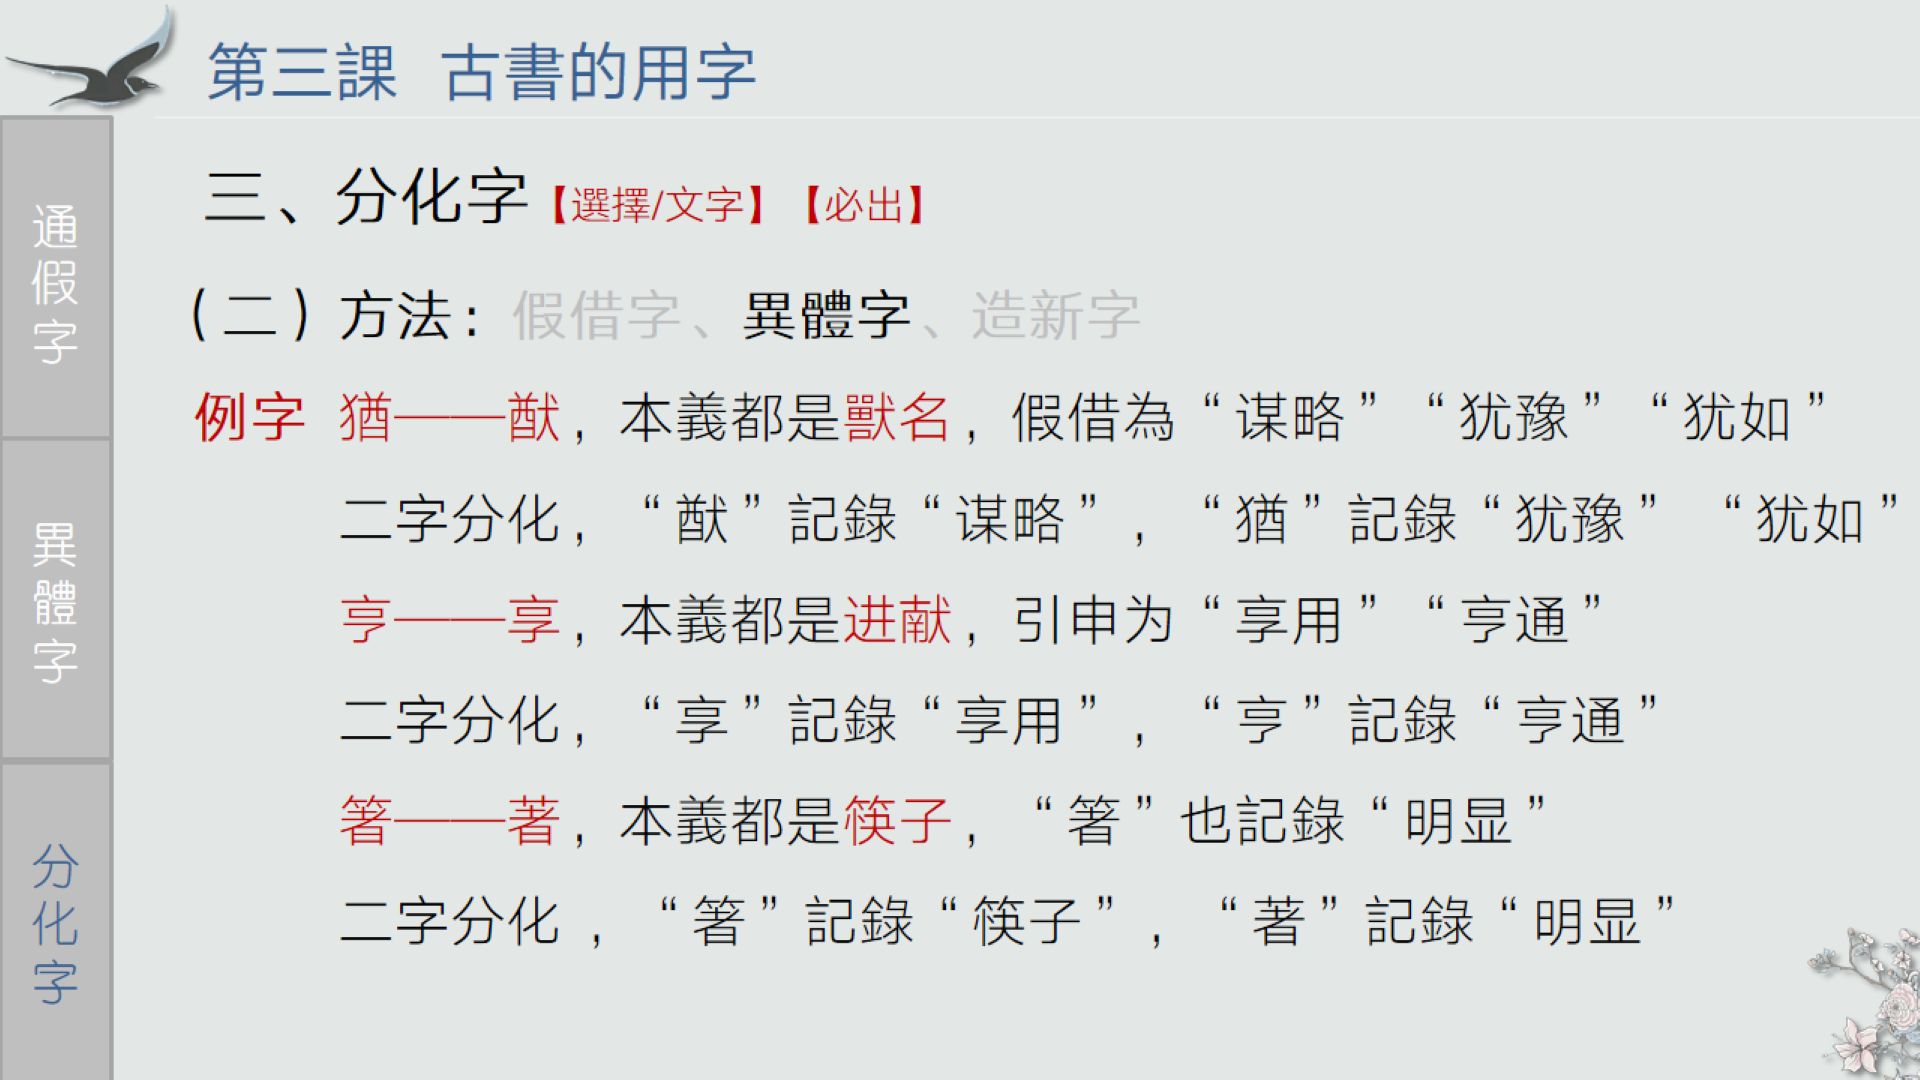 第三課 古書的用字
通假字
異體字
分化字
三、分化字【選擇/文字】【必出】
(二)方法：假借字、異體字、造新字
例字 猶——猷，本義都是獸名，假借為“谋略”“犹豫”“犹如”
二字分化，“猷”記錄“谋略”，“猶”記錄“犹豫”“犹如”
亨——享，本義都是进献，引申为“享用”“亨通”
二字分化，“享”記錄“享用”，“亨”記錄“亨通”
箸——著，本義都是筷子，“箸”也記錄“明显”
二字分化，“箸”記錄“筷子”，“著”記錄“明显”